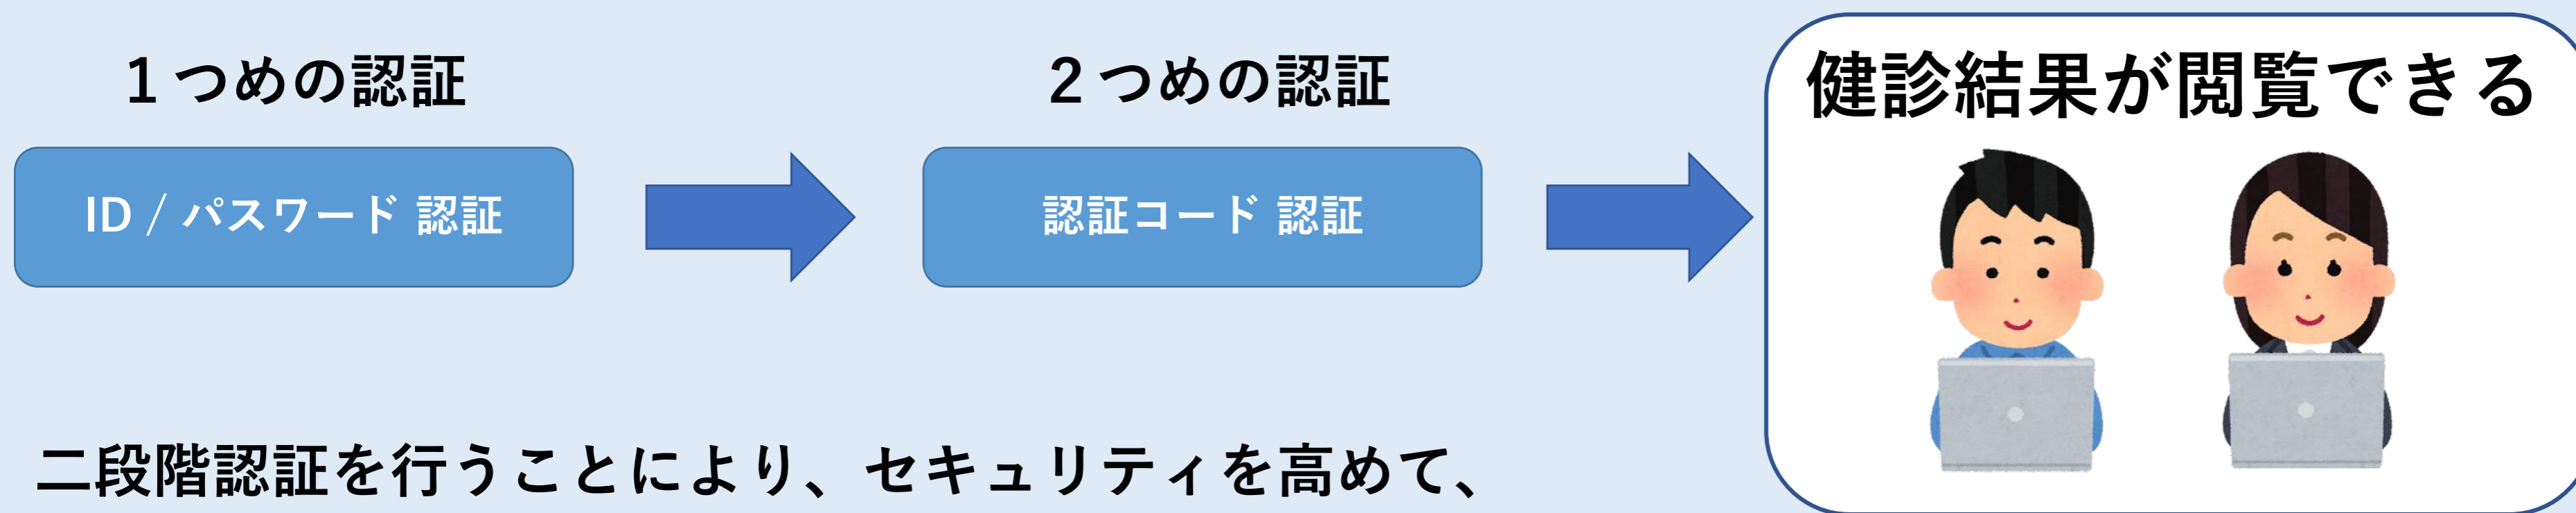 1つめの認証
2つめの認証
健診結果が閲覧できる
ID / パスワード 認証
認証コード 認証
二段階認証を行うことにより、セキュリティを高めて、